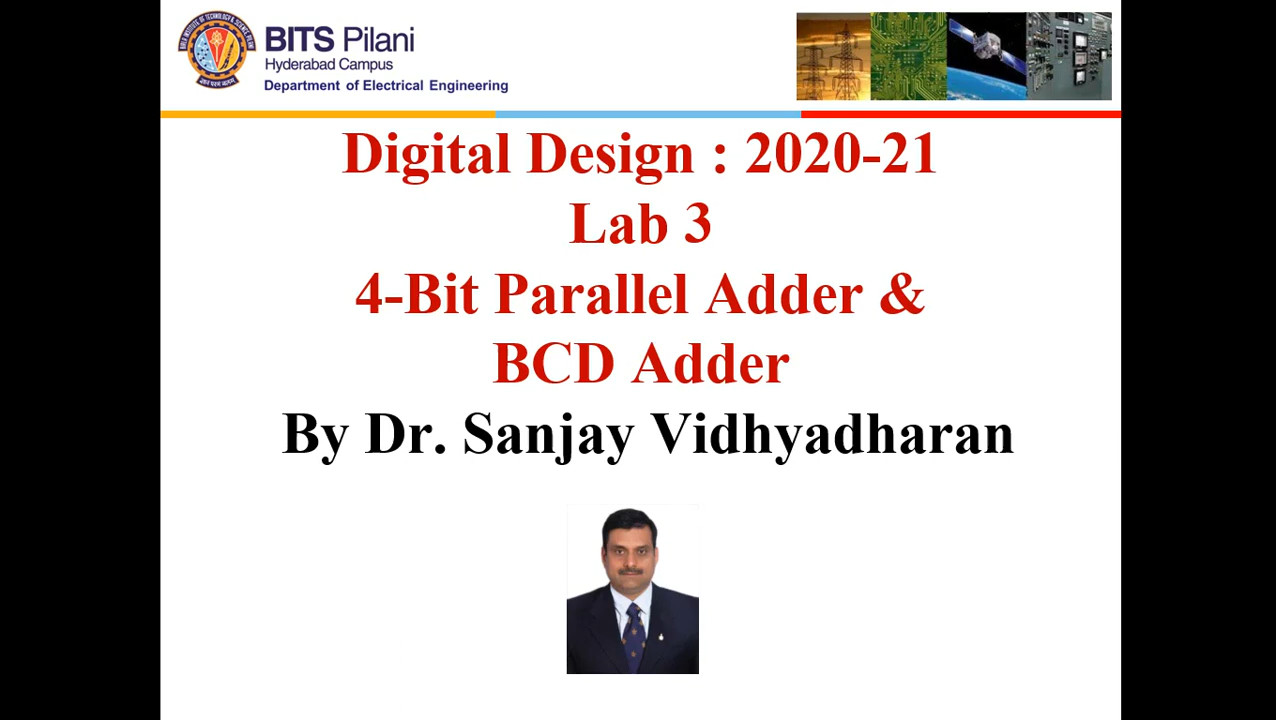 BITS Pilani
Hyderabad Campus
Department of Electrical Engineering
Digital Design : 2020-21
Lab 3
4-Bit Parallel Adder &
BCD Adder
By Dr. Sanjay Vidhyadharan